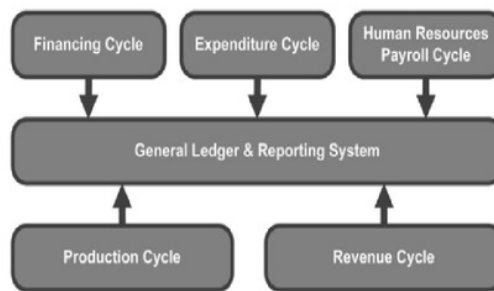 Financing Cycle
Expenditure Cycle
Human Resources
Payroll Cycle
General Ledger & Reporting System
Production Cycle
Revenue Cycle